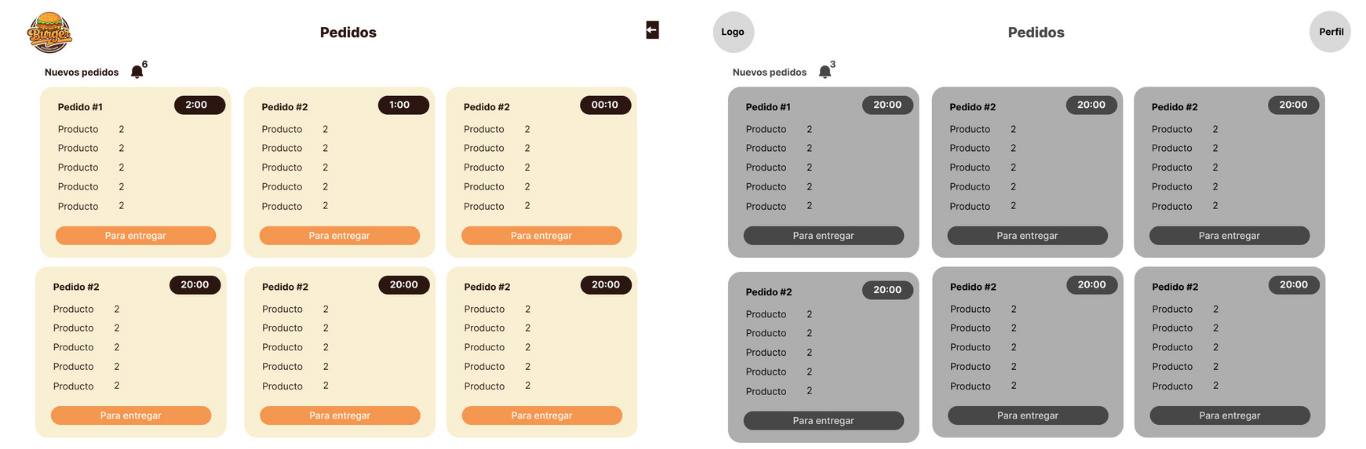 Burger
Pedidos
Nuevos pedidos 6
Pedido #1 2:00
Producto 2
Producto 2
Producto 2
Producto 2
Producto 2
Para entregar
Pedido #2 1:00
Producto 2
Producto 2
Producto 2
Producto 2
Producto 2
Para entregar
Pedido #2 00:10
Producto 2
Producto 2
Producto 2
Producto 2
Producto 2
Para entregar
Pedido #2 20:00
Producto 2
Producto 2
Producto 2
Producto 2
Producto 2
Para entregar
Pedido #2 20:00
Producto 2
Producto 2
Producto 2
Producto 2
Producto 2
Para entregar
Pedido #2 20:00
Producto 2
Producto 2
Producto 2
Producto 2
Producto 2
Para entregar
Logo
Pedidos
Perfil
Nuevos pedidos 3
Pedido #1 20:00
Producto 2
Producto 2
Producto 2
Producto 2
Producto 2
Para entregar
Pedido #2 20:00
Producto 2
Producto 2
Producto 2
Producto 2
Producto 2
Para entregar
Pedido #2 20:00
Producto 2
Producto 2
Producto 2
Producto 2
Producto 2
Para entregar
Pedido #2 20:00
Producto 2
Producto 2
Producto 2
Producto 2
Producto 2
Para entregar
Pedido #2 20:00
Producto 2
Producto 2
Producto 2
Producto 2
Producto 2
Para entregar
Pedido #2 20:00
Producto 2
Producto 2
Producto 2
Producto 2
Producto 2
Para entregar